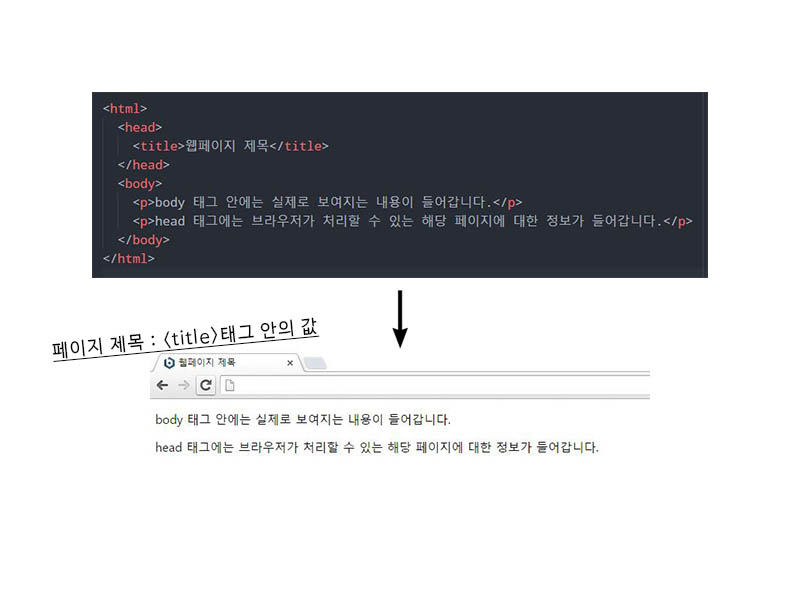 <html>
<head>
<title>웹페이지 제목</title>
</head>
<body>
<p>body 태그 안에는 실제로 보여지는 내용이 들어갑니다.</p>
<p>head 태그에는 브라우저가 처리할 수 있는 해당 페이지에 대한 정보가 들어갑니다.</p>
</body>
</html>
페이지 제목 : <title>태그 안의 값
웹페이지 제목
body 태그 안에는 실제로 보여지는 내용이 들어갑니다.
head 태그에는 브라우저가 처리할 수 있는 해당 페이지에 대한 정보가 들어갑니다.